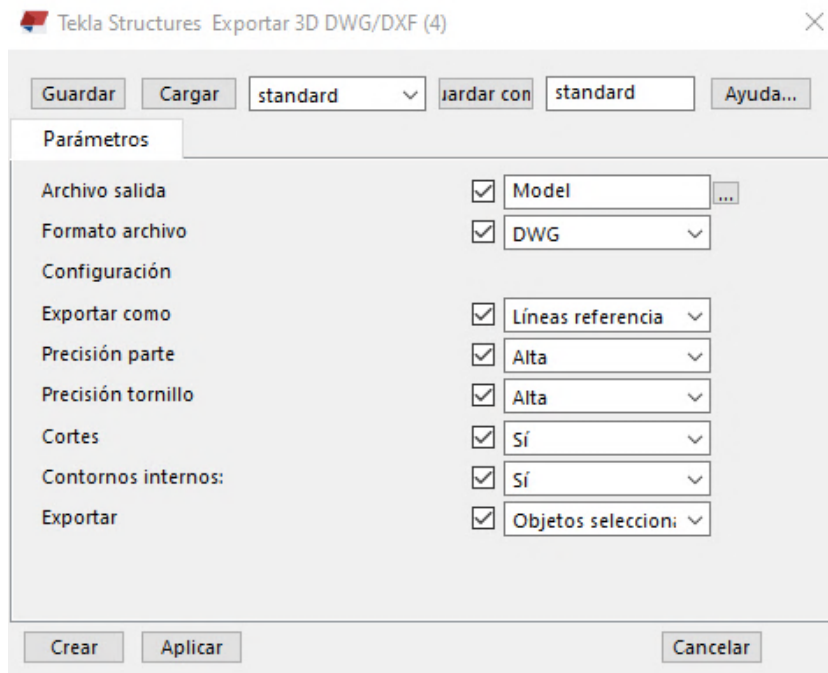 Tekla Structures Exportar 3D DWG/DXF (4)
Guardar Cargar standard uardar con standard Ayuda...
Parámetros
Archivo salida Model ...
Formato archivo DWG
Configuración
Exportar como Líneas referencia
Precisión parte Alta
Precisión tornillo Alta
Cortes Sí
Contornos internos: Sí
Exportar Objetos selecciona
Crear Aplicar Cancelar